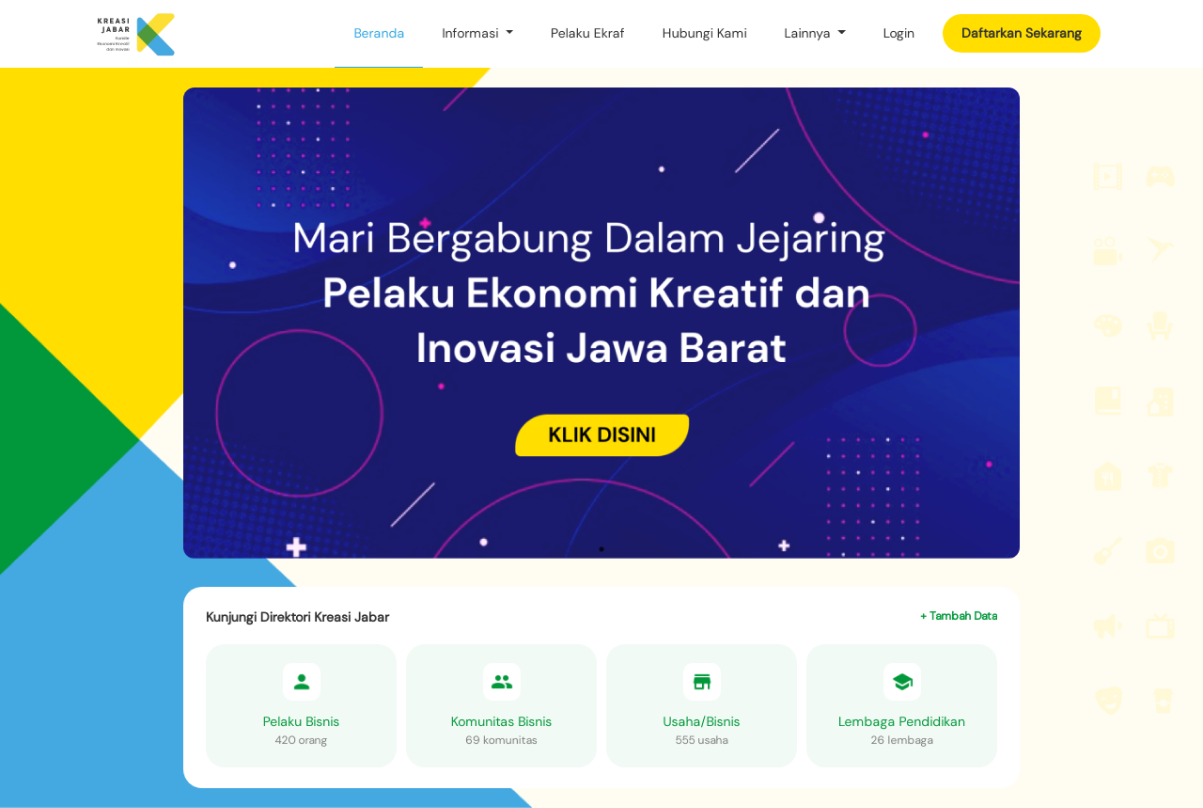 KREASI
JABAR
Beranda
Informasi
Pelaku Ekraf
Hubungi Kami
Lainnya
Login
Daftarkan Sekarang
Mari Bergabung Dalam Jejaring
Pelaku Ekonomi Kreatif dan
Inovasi Jawa Barat
KLIK DISINI
Kunjungi Direktori Kreasi Jabar
+ Tambah Data
Pelaku Bisnis
420 orang
Komunitas Bisnis
69 komunitas
Usaha/Bisnis
555 usaha
Lembaga Pendidikan
26 lembaga